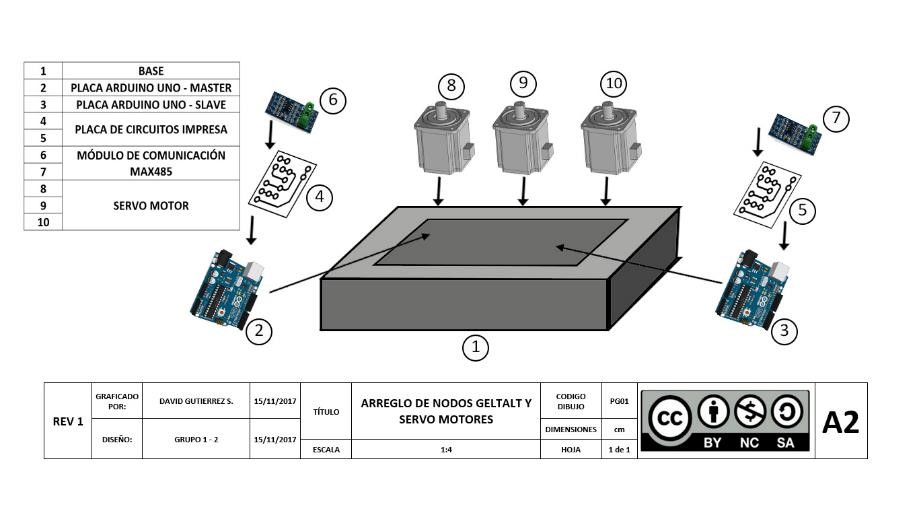 1 BASE
2 PLACA ARDUINO UNO - MASTER
3 PLACA ARDUINO UNO - SLAVE
4
5
PLACA DE CIRCUITOS IMPRESA
6
7
MÓDULO DE COMUNICACIÓN
MAX485
8
9
10
SERVO MOTOR
6
4
2
8
9
10
7
5
3
1
REV 1
GRAFICADO
POR:
DAVID GUTIERREZ S.
15/11/2017
DISEÑO:
GRUPO 1 - 2
15/11/2017
TÍTULO
ARREGLO DE NODOS GELTALT Y
SERVO MOTORES
ESCALA
1:4
CODIGO
DIBUJO
PG01
DIMENSIONES
cm
HOJA
1 de 1
cc
BY NC SA
A2